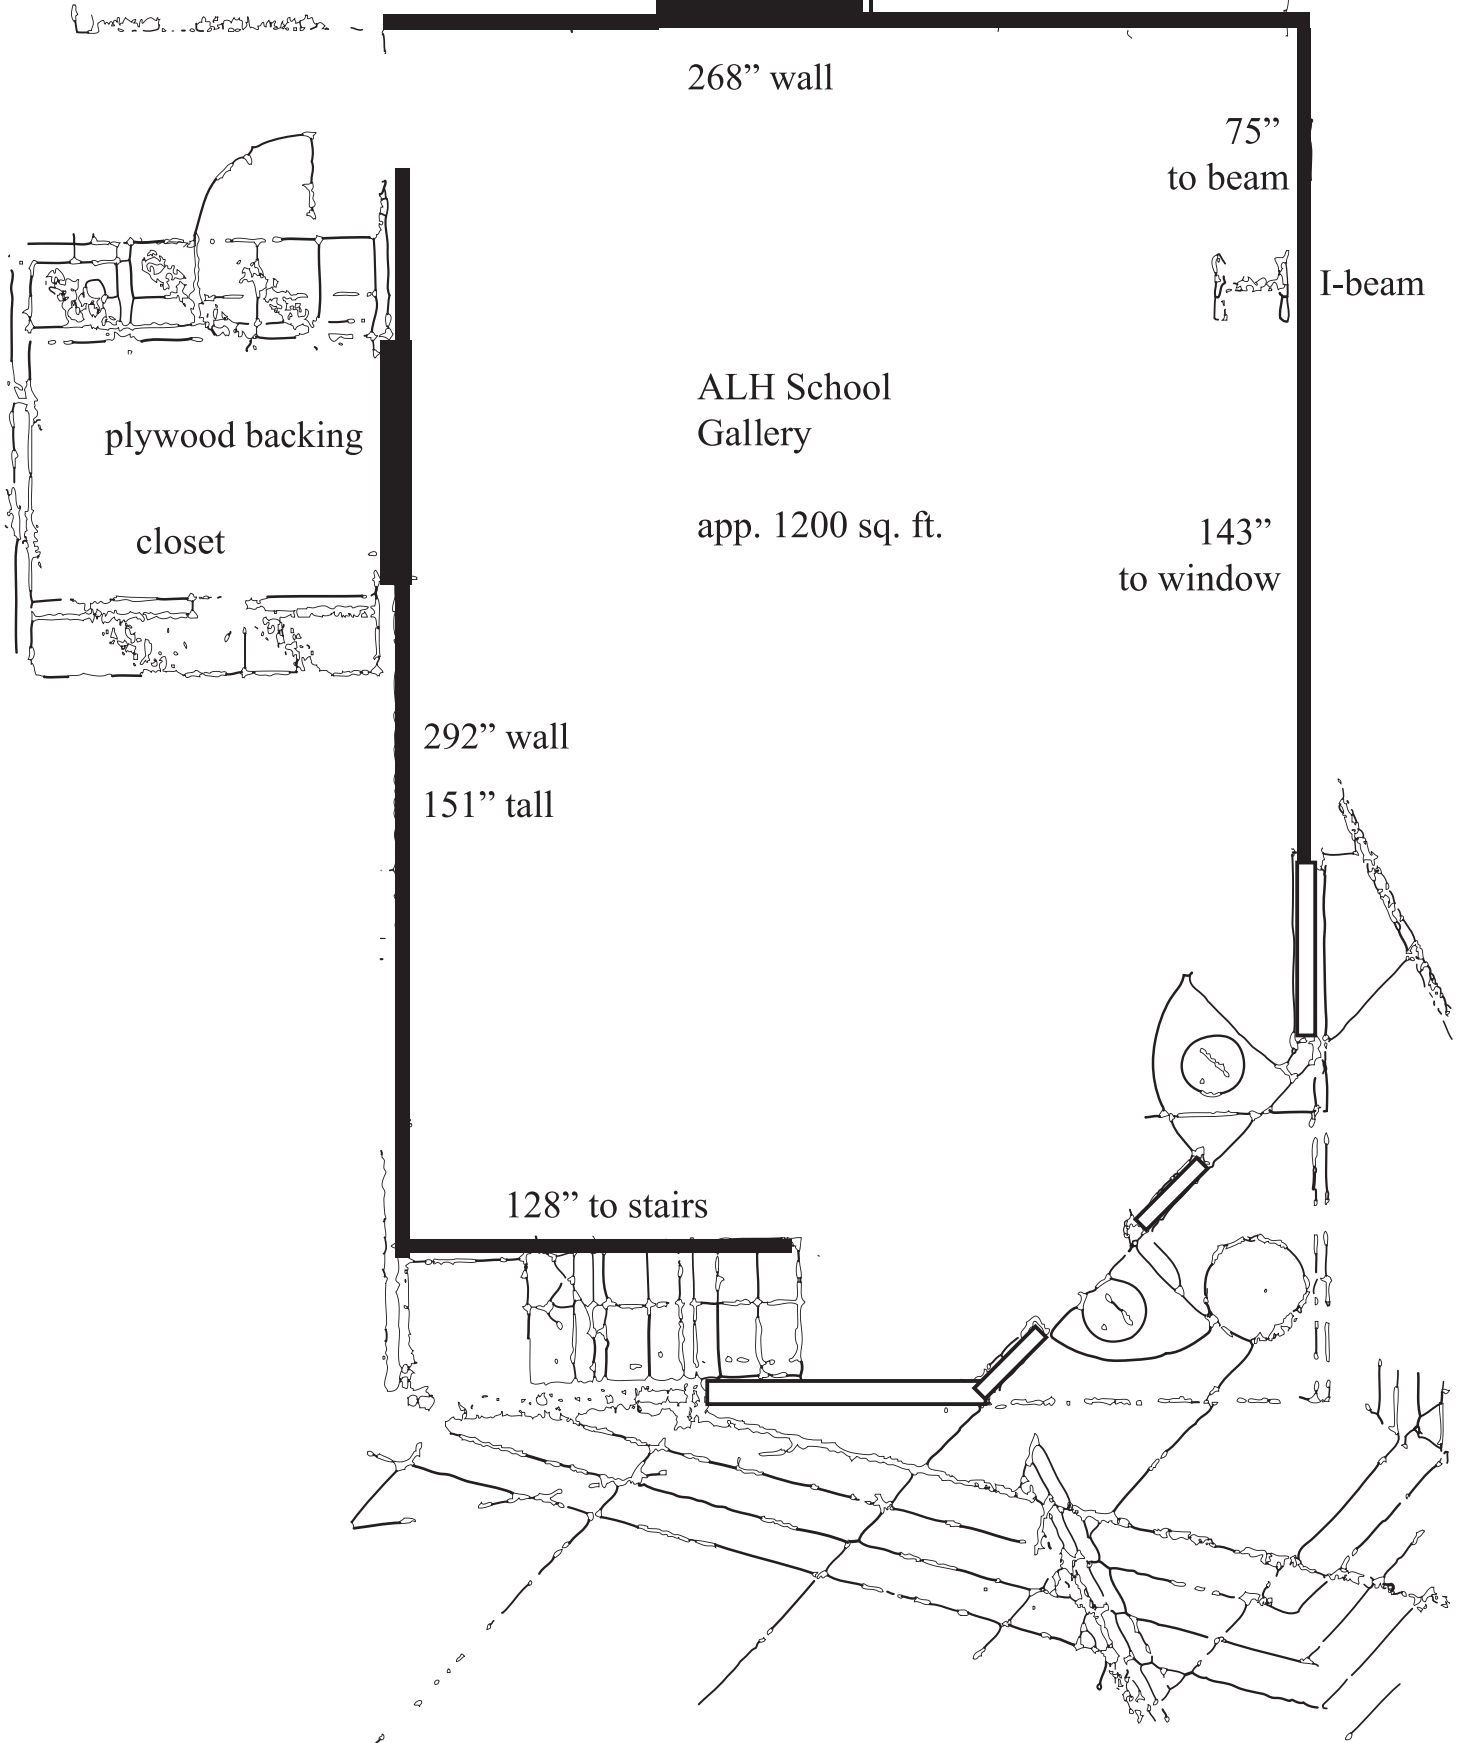 268” wall
75”
to beam
I-beam
ALH School
Gallery
plywood backing
app. 1200 sq. ft.
143”
to window
closet
292” wall
151” tall
128” to stairs